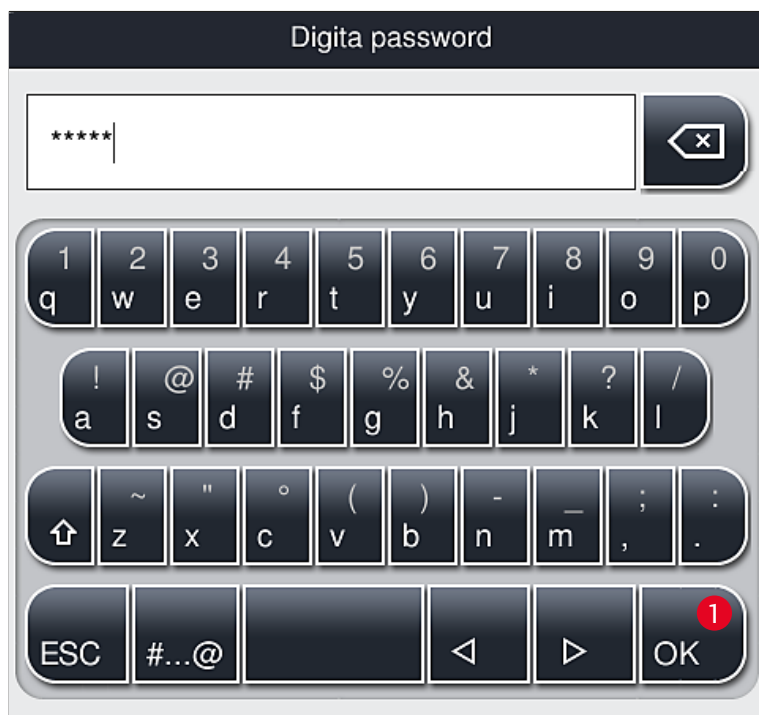 Digita password
*****
1 2 3 4 5 6 7 8 9 0
q w e r t y u i o p
! @ # $ % & * ? /
a s d f g h j k l
~ " ° ( ) - _ ; :
z x c v b n m , .
1
ESC #...@ OK